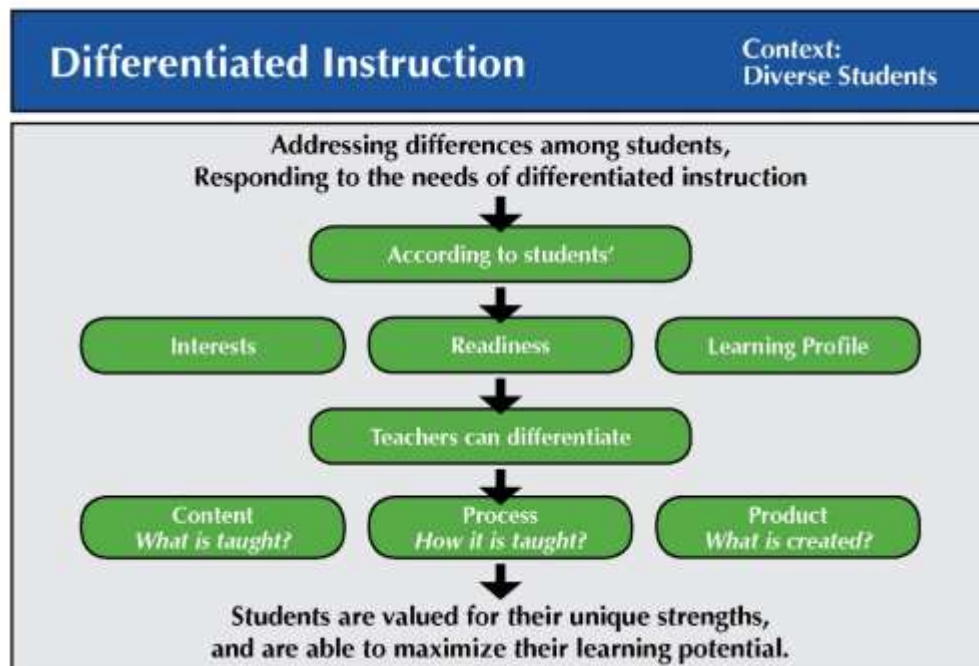 Differentiated Instruction
Context:
Diverse Students
Addressing differences among students,
Responding to the needs of differentiated instruction
According to students'
Interests
Readiness
Learning Profile
Teachers can differentiate
Content
What is taught?
Process
How it is taught?
Product
What is created?
Students are valued for their unique strengths,
and are able to maximize their learning potential.